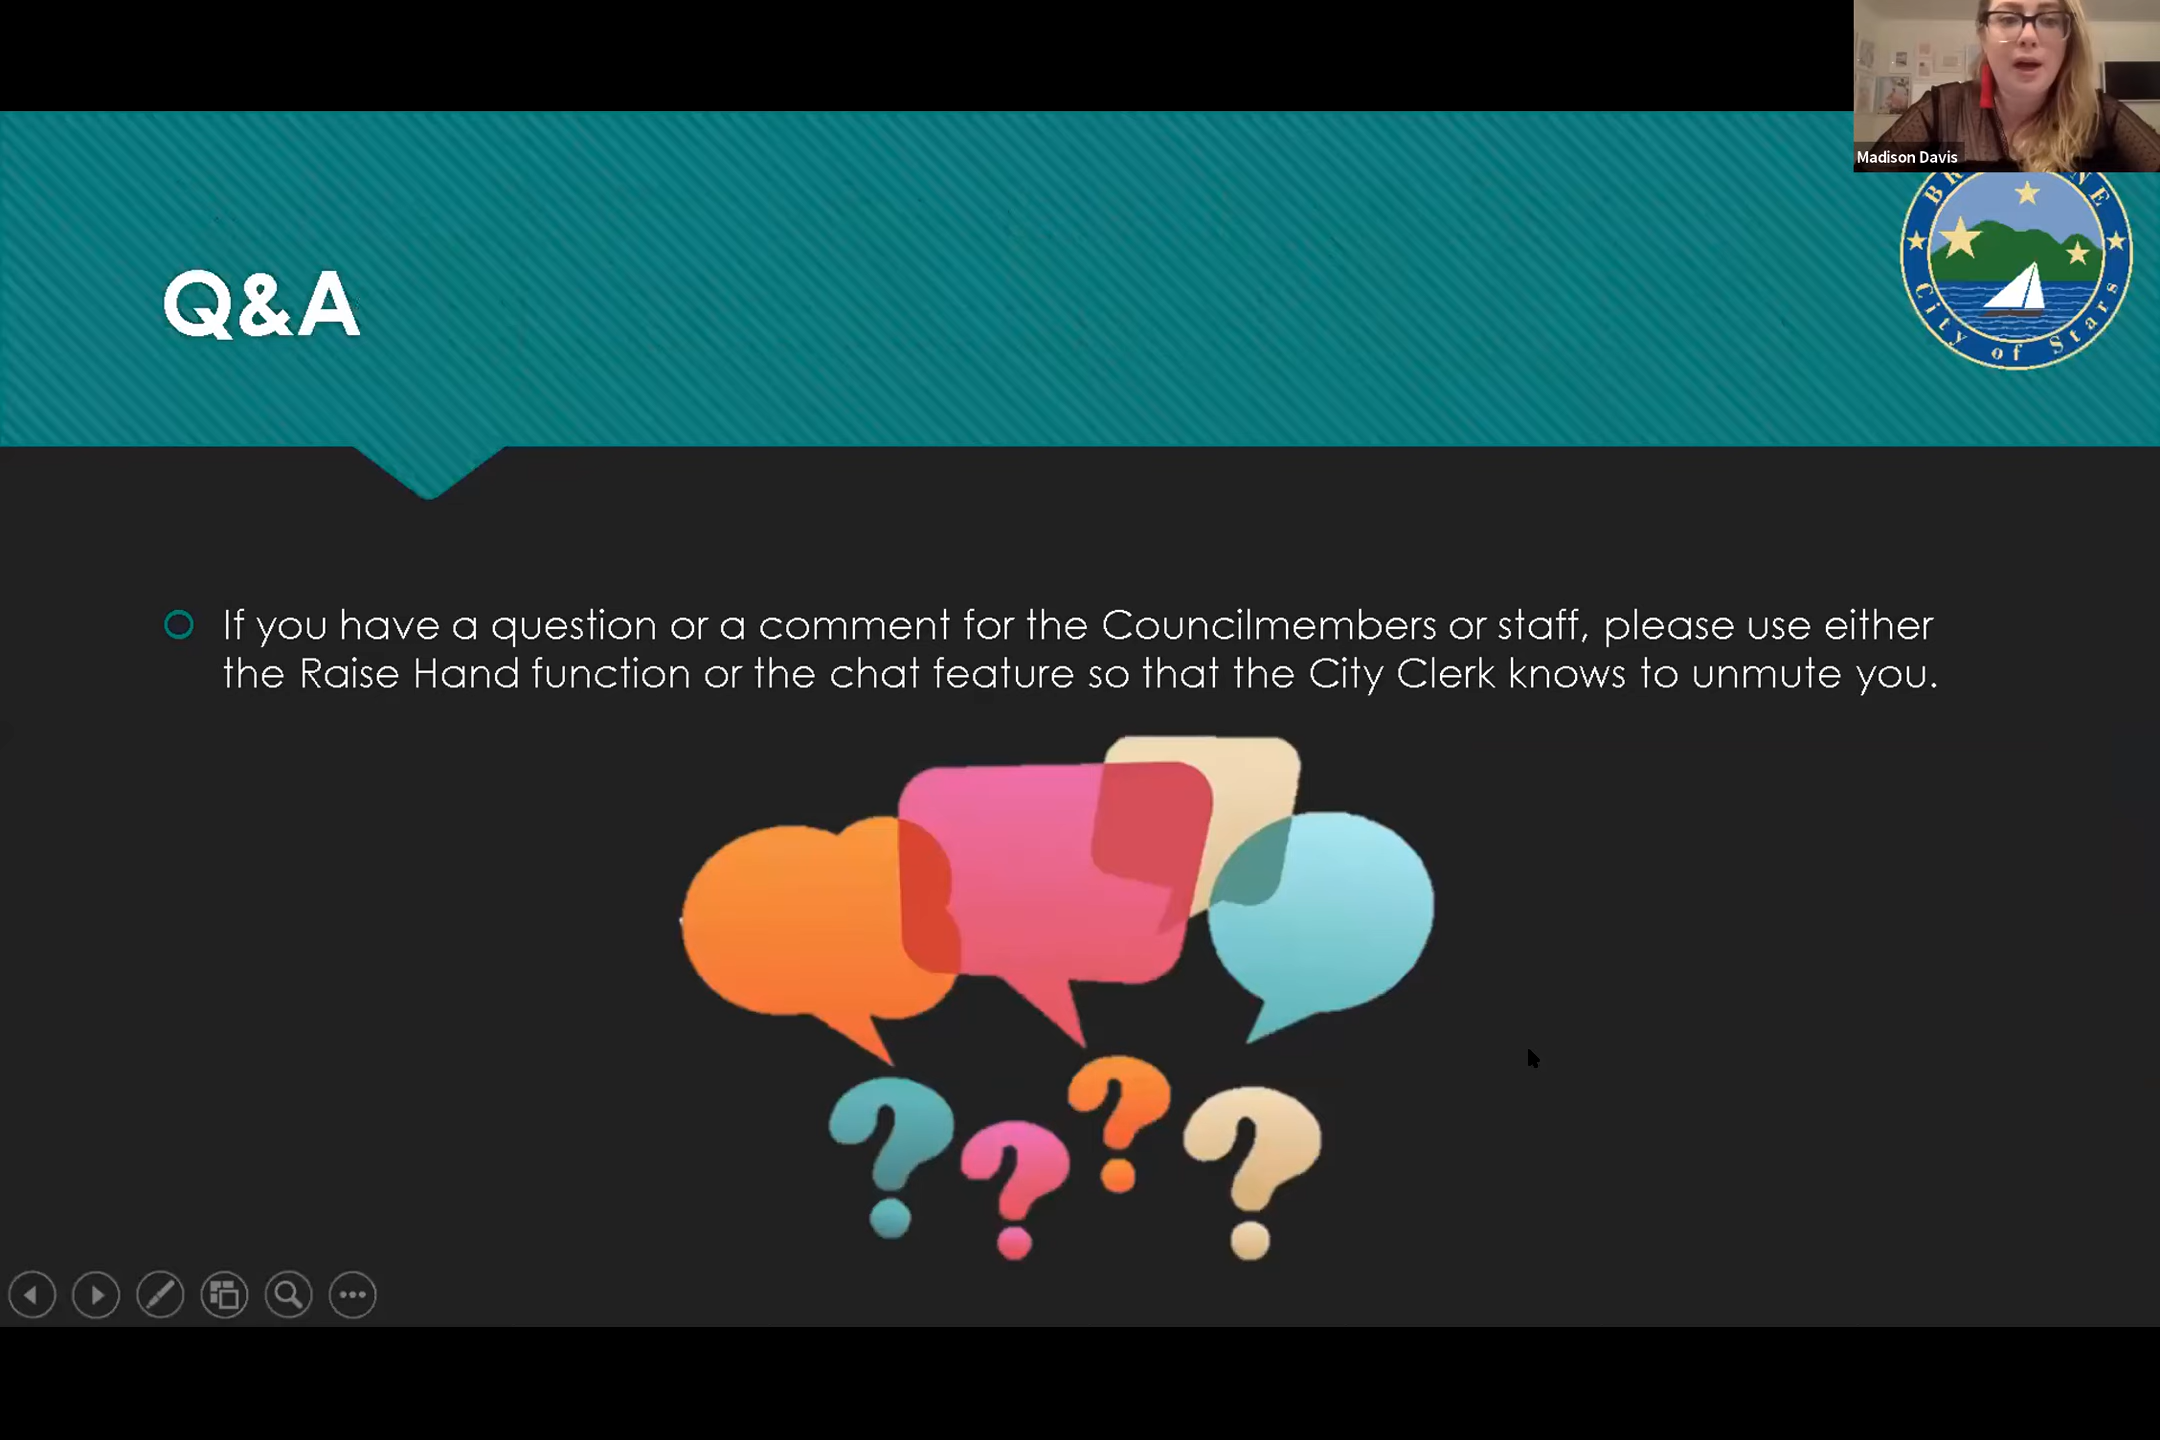 Madison Davis
Q&A
City of Stars
If you have a question or a comment for the Councilmembers or staff, please use either
the Raise Hand function or the chat feature so that the City Clerk knows to unmute you.
? ? ? ?